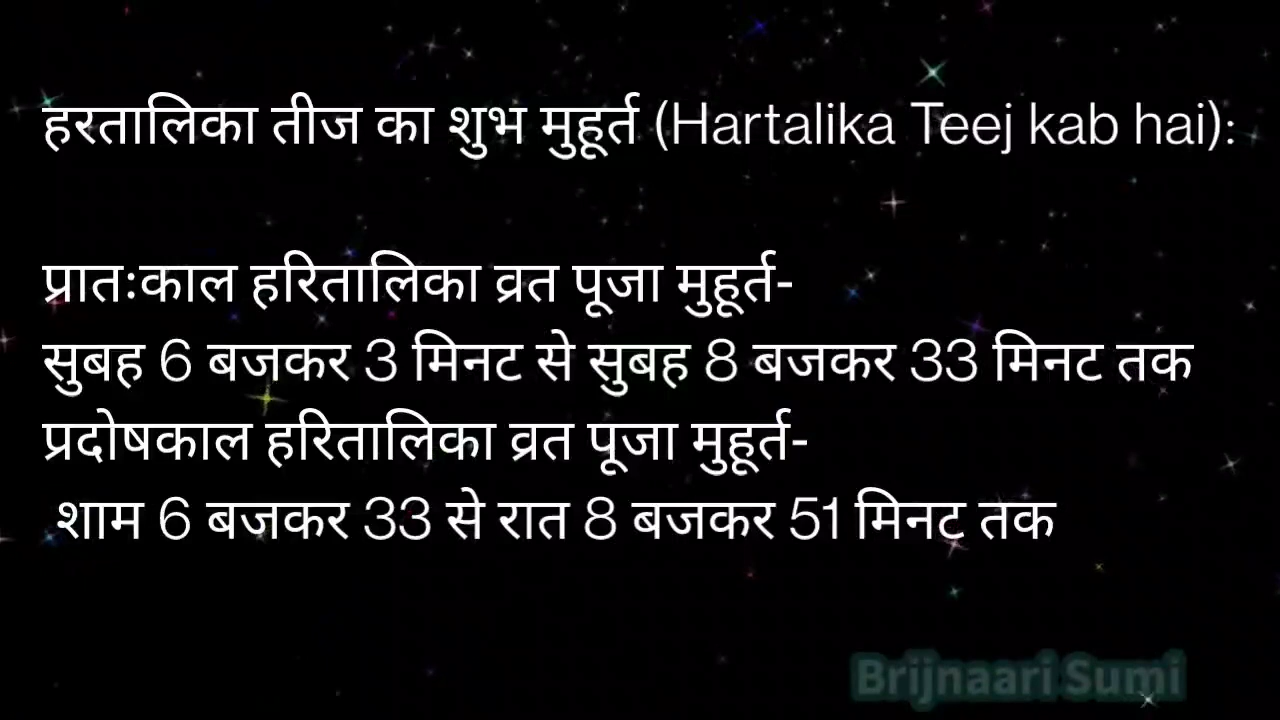 हरतालिका तीज का शुभ मुहूर्त (Hartalika Teej kab hai):
प्रातःकाल हरितालिका व्रत पूजा मुहूर्त-
सुबह 6 बजकर 3 मिनट से सुबह 8 बजकर 33 मिनट तक
प्रदोषकाल हरितालिका व्रत पूजा मुहूर्त-
शाम 6 बजकर 33 से रात 8 बजकर 51 मिनट तक
Brijnaari Sumi